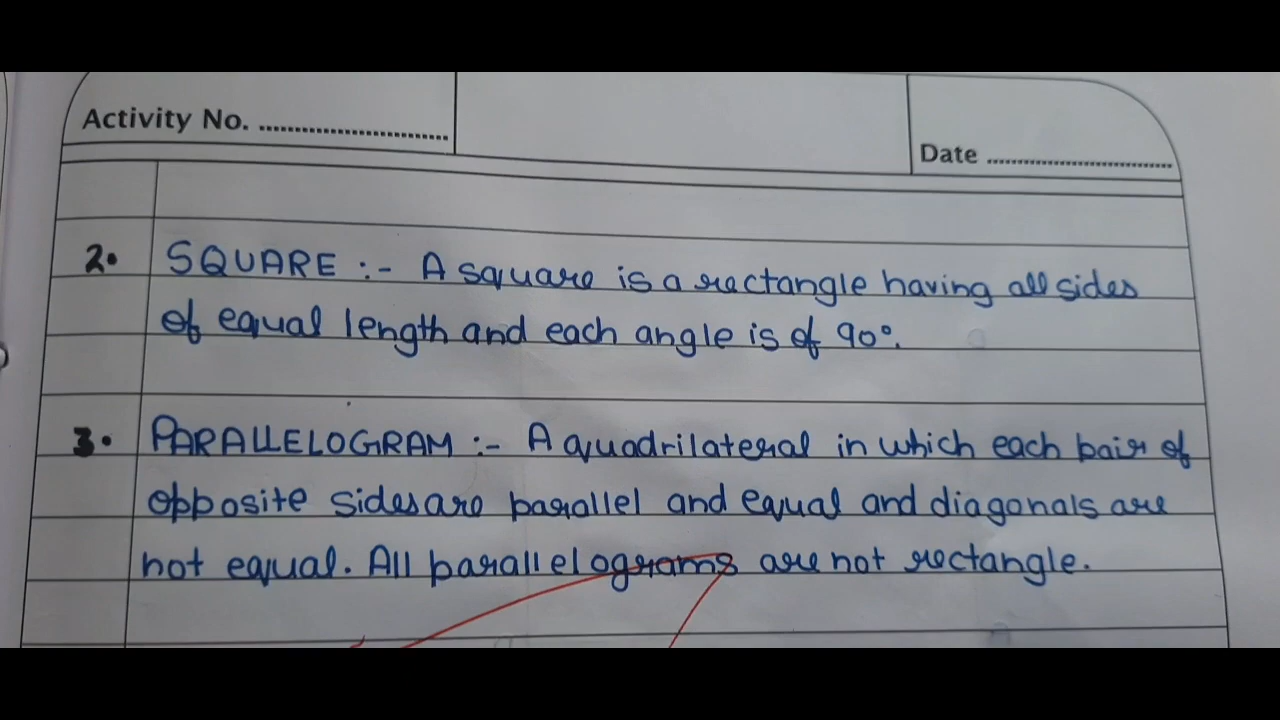 Activity No. ..............................
Date ..............................
2. SQUARE :- A square is a rectangle having all sides
of equal length and each angle is of 90°.
3. PARALLELOGRAM :- A quadrilateral in which each pair of
opposite sides are parallel and equal and diagonals are
not equal. All parallelograms are not rectangle.